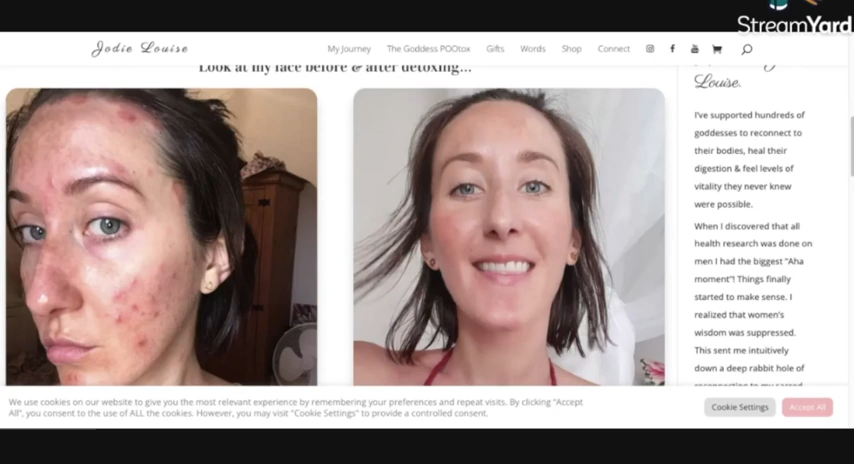 StreamYard
Jodie Louise
My Journey The Goddess POOtox Gifts Words Shop Connect
Look at my face before & after detoxing...
Louise.
I've supported hundreds of
goddesses to reconnect to
their bodies, heal their
digestion & feel levels of
vitality they never knew
were possible.
When I discovered that all
health research was done on
men I had the biggest "Aha
moment"! Things finally
started to make sense. I
realized that women's
wisdom was suppressed.
This sent me intuitively
down a deep rabbit hole of
reconnecting to my sacred
We use cookies on our website to give you the most relevant experience by remembering your preferences and repeat visits. By clicking "Accept
All", you consent to the use of ALL the cookies. However, you may visit "Cookie Settings" to provide a controlled consent.
Cookie Settings
Accept All